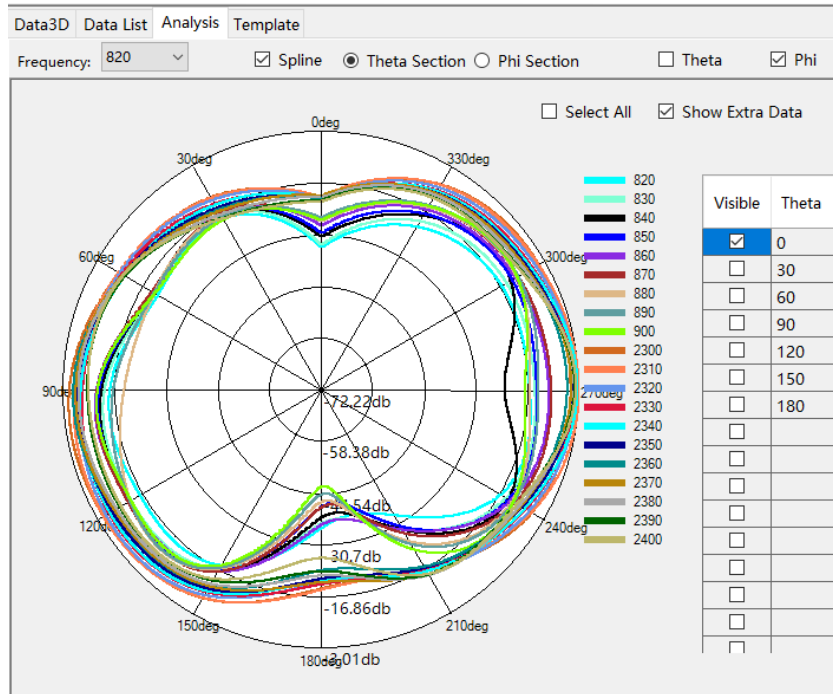 Data3D Data List Analysis Template
Frequency: 820 Spline Theta Section Phi Section Theta Phi
Select All Show Extra Data
0deg
30deg
330deg
60deg
300deg
90deg
270deg
120deg
240deg
150deg
210deg
180deg
-72.22db
-58.38db
-30.7db
-16.86db
820
830
840
850
860
870
880
890
900
2300
2310
2320
2330
2340
2350
2360
2370
2380
2390
2400
Visible Theta
0
30
60
90
120
150
180